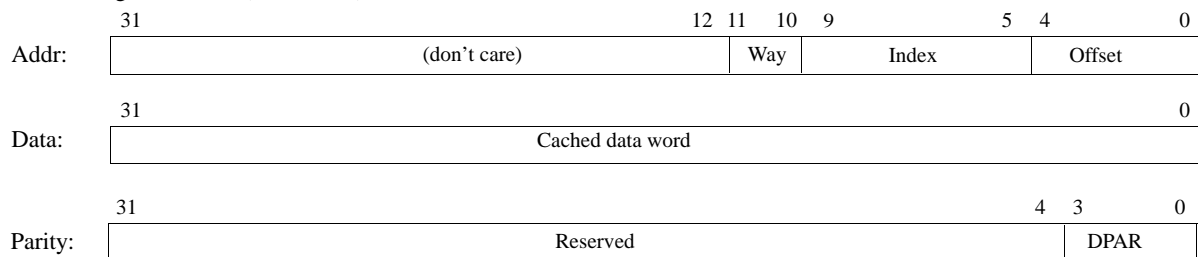 31 12 11 10 9 5 4 0
Addr: (don't care) Way Index Offset
31 0
Data: Cached data word
31 4 3 0
Parity: Reserved DPAR